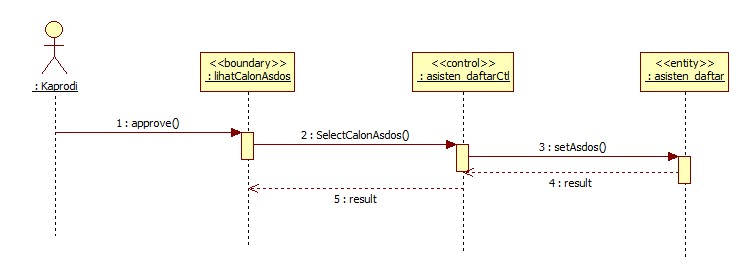 <<boundary>>
: lihatCalonAsdos
<<control>>
: asisten_daftarCtl
<<entity>>
: asisten_daftar
: Kaprodi
1 : approve()
2 : SelectCalonAsdos()
3 : setAsdos()
4 : result
5 : result